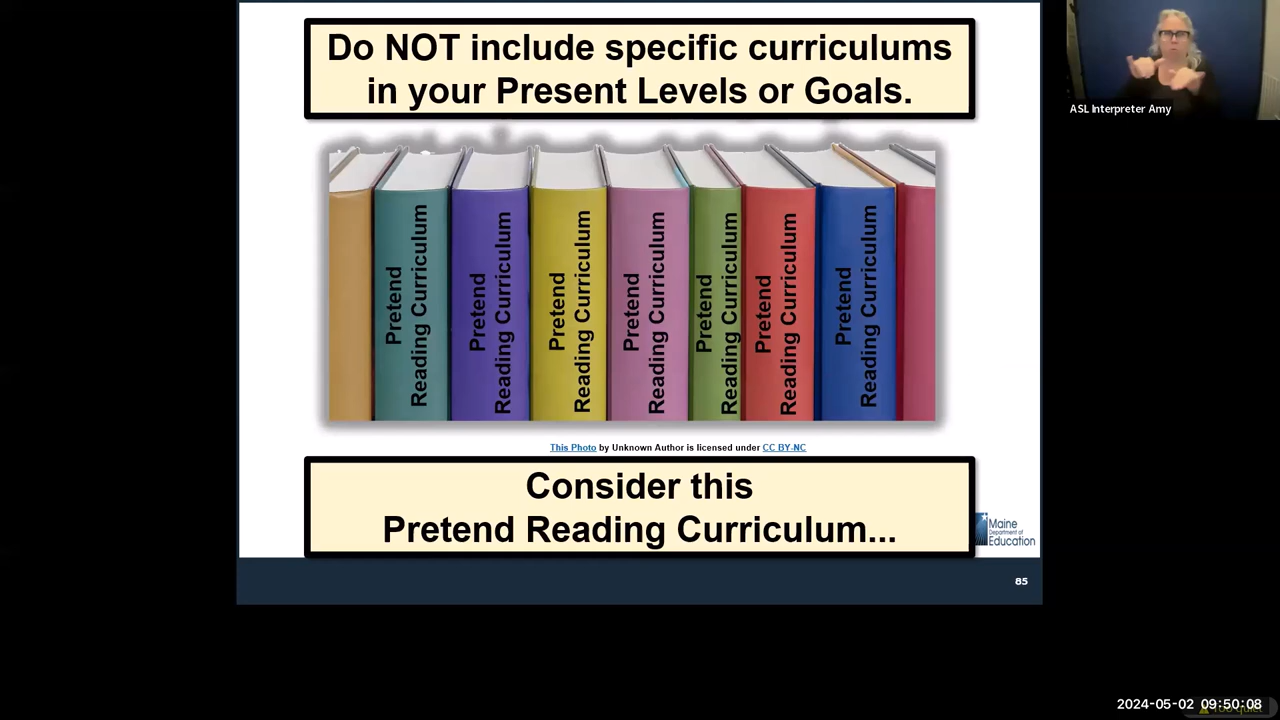 Do NOT include specific curriculums
in your Present Levels or Goals.
ASL Interpreter Amy
Pretend
Reading Curriculum
Pretend
Reading Curriculum
Pretend
Reading Curriculum
Pretend
Reading Curriculum
Pretend
Reading Curriculum
Pretend
Reading Curriculum
Pretend
Reading Curriculum
This Photo by Unknown Author is licensed under CC BY-NC
Consider this
Pretend Reading Curriculum...
Maine
Department of
Education
85
2024-05-02 09:50:08